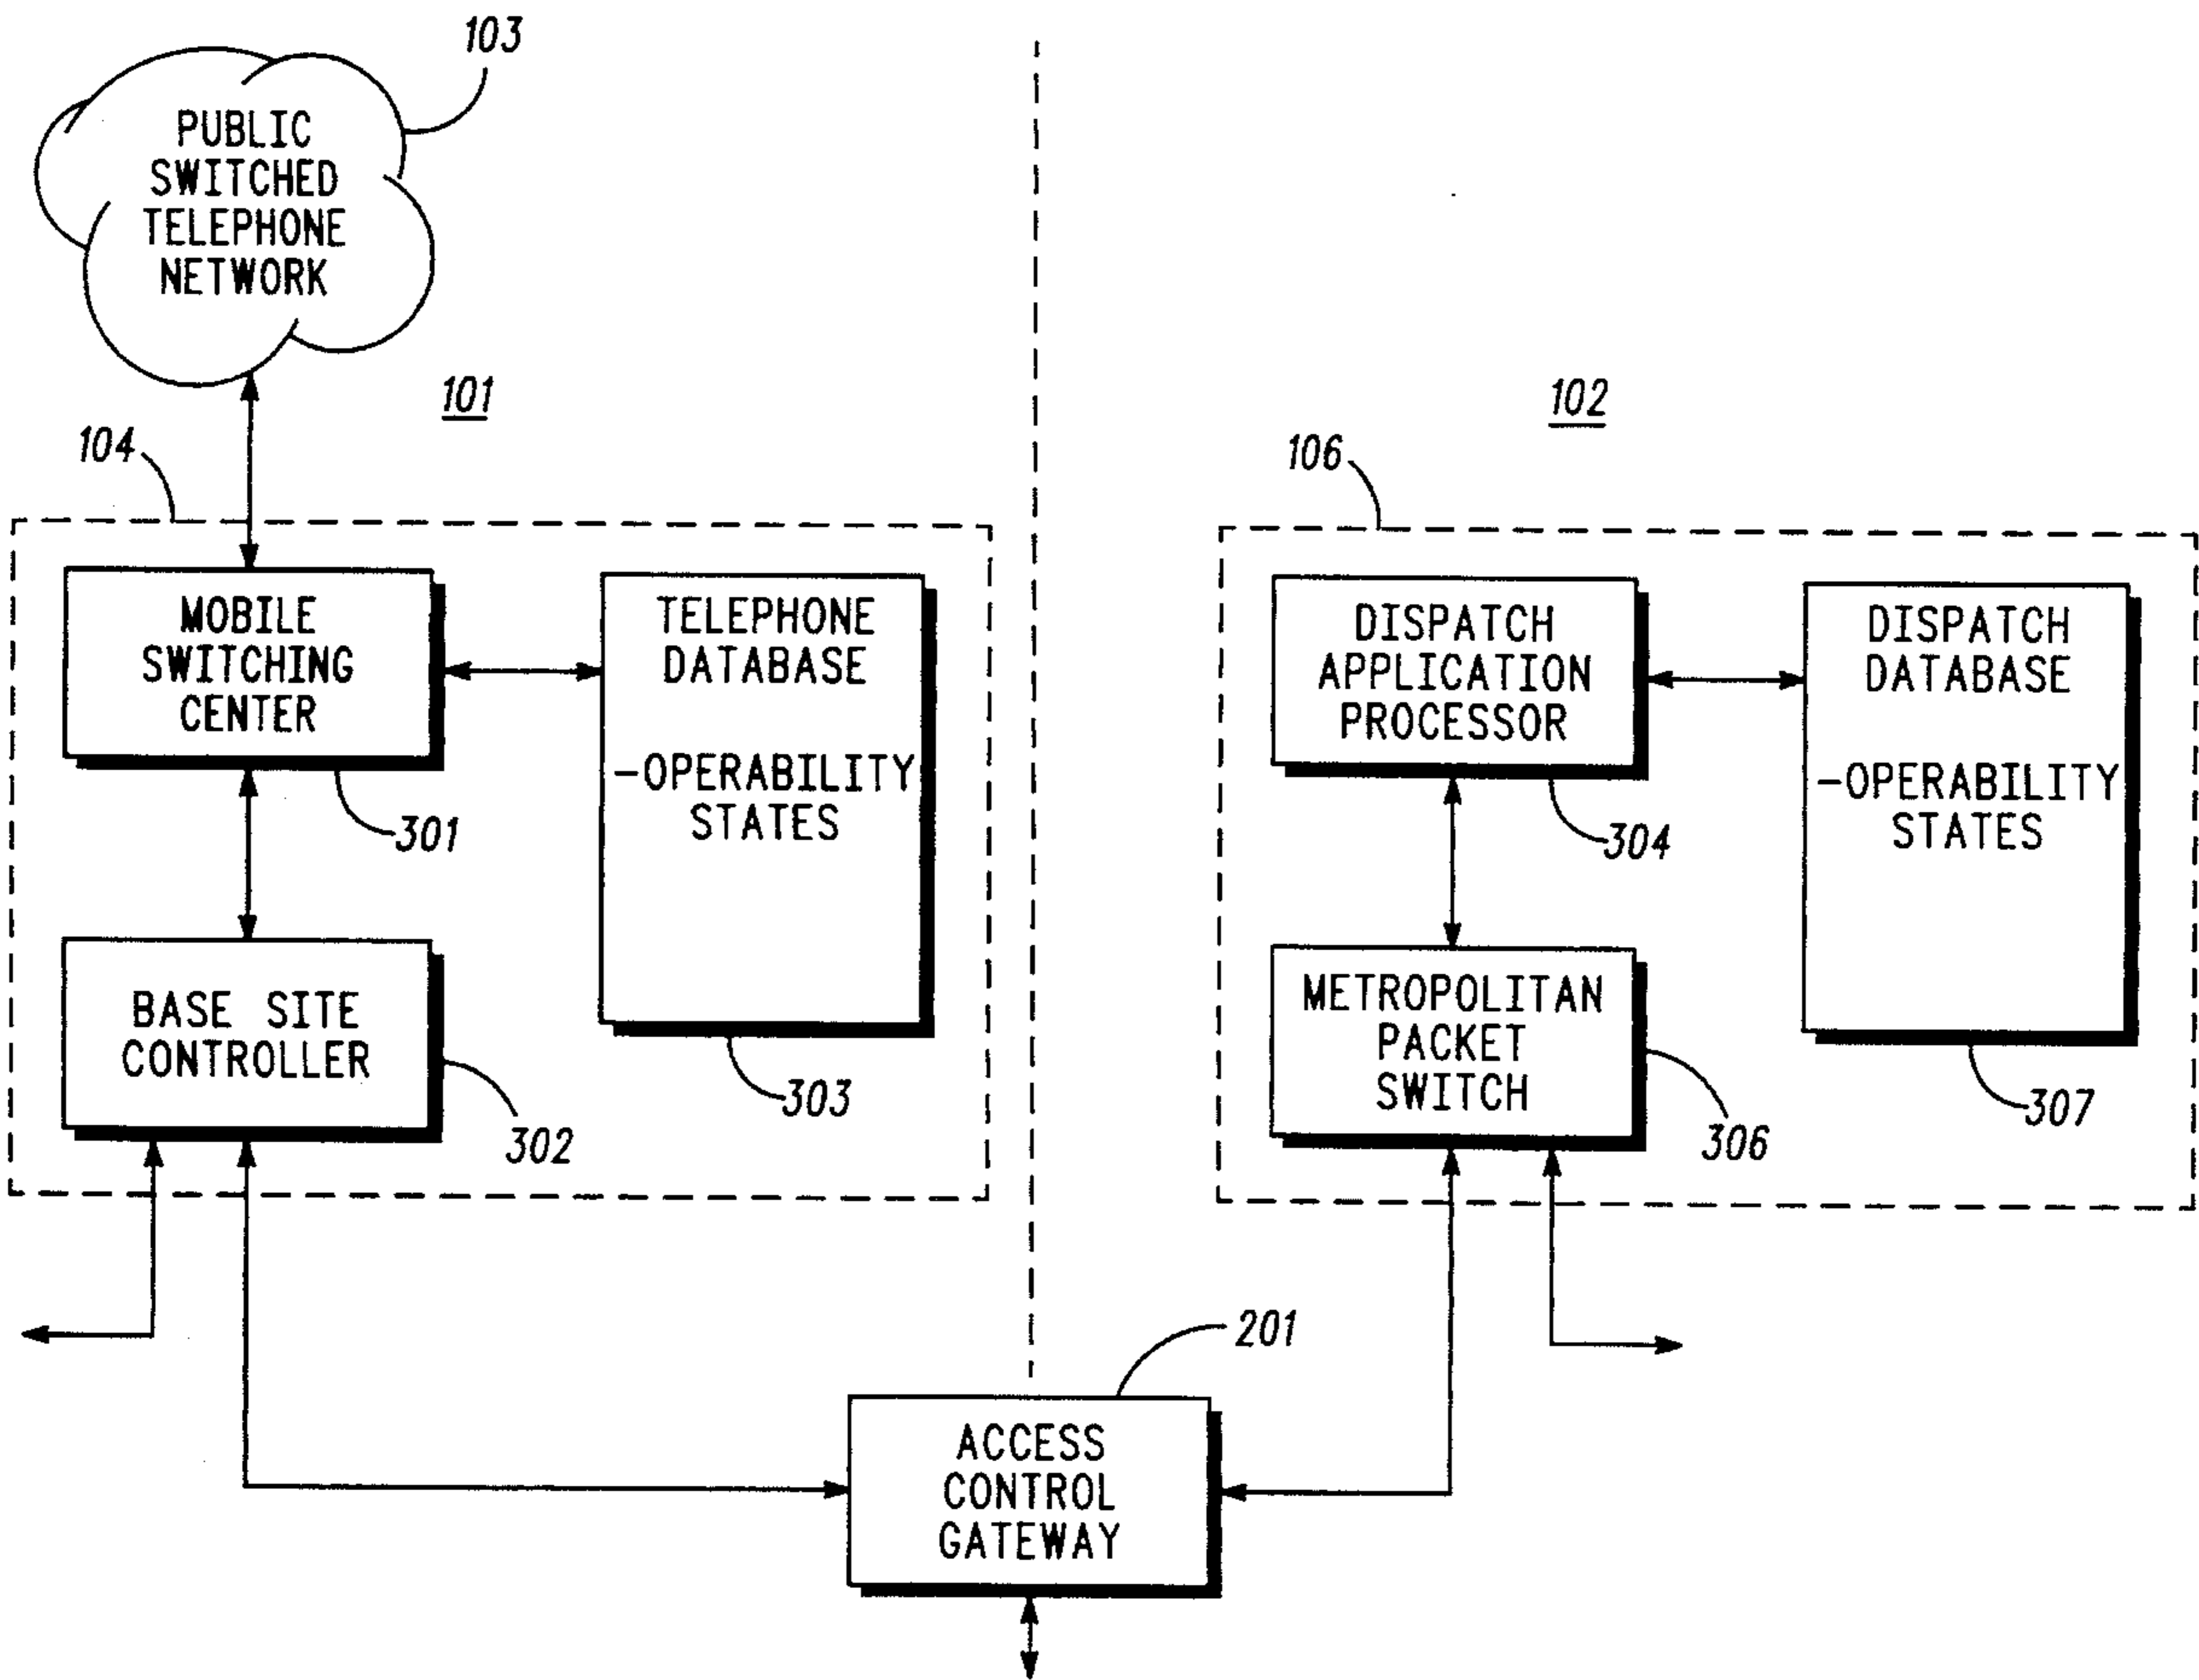 103
PUBLIC
SWITCHED
TELEPHONE
NETWORK
101
102
104
106
MOBILE
SWITCHING
CENTER
TELEPHONE
DATABASE
-OPERABILITY
STATES
301
BASE SITE
CONTROLLER
302
303
DISPATCH
APPLICATION
PROCESSOR
DISPATCH
DATABASE
-OPERABILITY
STATES
304
METROPOLITAN
PACKET
SWITCH
306
307
201
ACCESS
CONTROL
GATEWAY